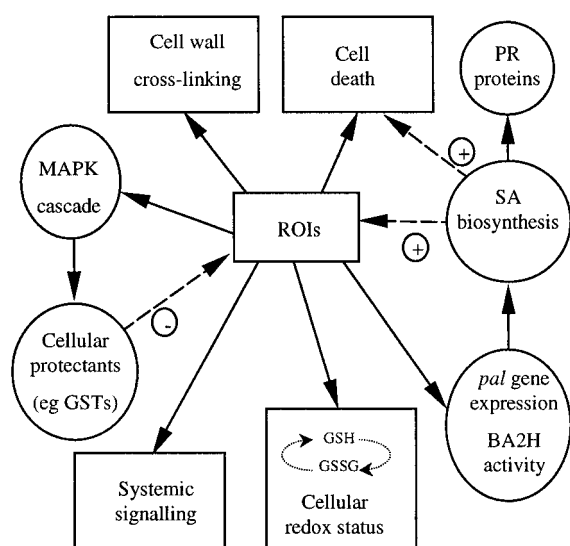 Cell wall
cross-linking
Cell
death
PR
proteins
MAPK
cascade
+
SA
biosynthesis
ROIs
+
-
Cellular
protectants
(eg GSTs)
pal gene
expression
BA2H
activity
GSH
GSSG
Systemic
signalling
Cellular
redox status